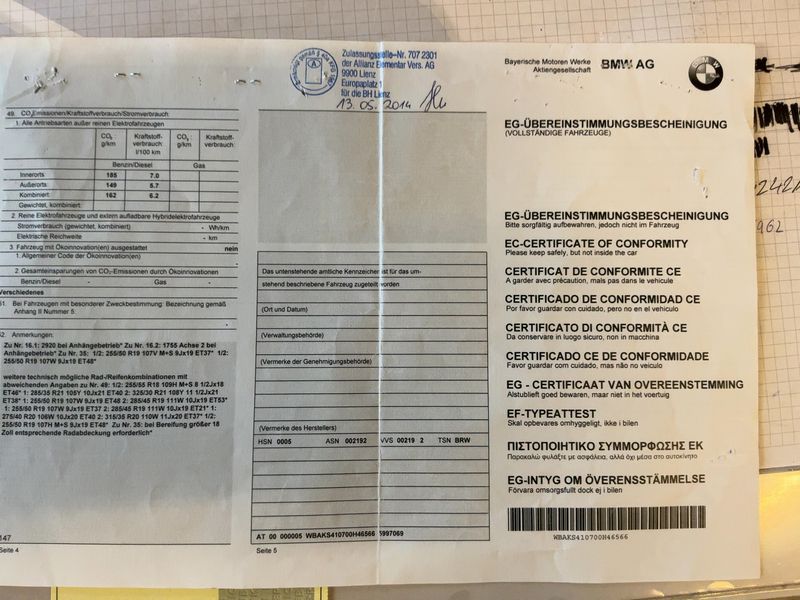 49. CO₂Emissionen/Kraftstoffverbrauch/Stromverbrauch
1. Alle Antriebsarten außer reinen Elektrofahrzeugen
CO₂: g/km Kraftstoff-verbrauch: l/100 km CO₂: g/km Kraftstoff-verbrauch:
Benzin/Diesel Gas
Innerorts: 185 7.0
Außerorts: 149 5.7
Kombiniert: 162 6.2
Gewichtet, kombiniert:
2 Reine Elektrofahrzeuge und extern aufladbare Hybridelektrofahrzeuge
Stromverbrauch (gewichtet, kombiniert) - Wh/km
Elektrische Reichweite - km
3 Fahrzeug mit Ökoinnovation(en) ausgestattet nein
1. Allgemeiner Code der Ökoinnovation(en)
2. Gesamteinsparungen von CO₂-Emissionen durch Ökoinnovationen
Benzin/Diesel - Gas -
Verschiedenes
51. Bei Fahrzeugen mit besonderer Zweckbestimmung: Bezeichnung gemäß
Anhang II Nummer 5:
52. Anmerkungen:
Zu 16.1: 2920 bei Anhängebetrieb* Zu 16.2: 1755 Achse 2 bei
Anhängebetrieb* Zu 35: 1/2: 255/50 R19 107V M+S 9Jx19 ET37* 1/2:
255/50 R19 107W 9Jx19 ET48*
weitere technisch mögliche Rad-/Reifenkombinationen mit
abweichenden Angaben zu 49: 1/2: 255/55 R18 109H M+S 8 1/2Jx18
ET46* 1: 285/35 R21 105Y 10Jx21 ET40 2: 325/30 R21 108Y 11 1/2Jx21
ET38* 1: 255/50 R19 107W 9Jx19 ET48 2: 285/45 R19 111W 10Jx19 ET53*
1: 255/50 R19 107W 9Jx19 ET37 2: 285/45 R19 111W 10Jx19 ET21* 1:
275/40 R20 106W 10Jx20 ET40 2: 315/35 R20 110W 11Jx20 ET37* 1/2:
255/50 R19 107H M+S 9Jx19 ET48* Zu 35: bei Bereifung größer 18
Zoll entsprechende Radabdeckung erforderlich*
147
Seite 4
Zulassungsstelle-Nr. 707 2301
der Allianz Elementar Vers. AG
9900 Lienz
Europaplatz
für die BH Lienz
13.05.2014
Das untenstehende amtliche Kennzeichen ist für das um-
stehend beschriebene Fahrzeug zugeteilt worden
(Ort und Datum)
(Verwaltungsbehörde)
(Vermerke der Genehmigungsbehörde)
(Vermerke des Herstellers)
HSN 0005 ASN 002192 VVS 00219 2 TSN BRW
AT 00 000005 WBAKS410700H46566 5997069
Seite 5
Bayerische Motoren Werke
Aktiengesellschaft
BMW AG
BMW
EG-ÜBEREINSTIMMUNGSBESCHEINIGUNG
(VOLLSTÄNDIGE FAHRZEUGE)
EG-ÜBEREINSTIMMUNGSBESCHEINIGUNG
Bitte sorgfältig aufbewahren, jedoch nicht im Fahrzeug
EC-CERTIFICATE OF CONFORMITY
Please keep safely, but not inside the car
CERTIFICAT DE CONFORMITE CE
A garder avec précaution, mais pas dans le vehicule
CERTIFICADO DE CONFORMIDAD CE
Por favor guardar con cuidado, pero no en el vehículo
CERTIFICATO DI CONFORMITÀ CE
Da conservare in luogo sicuro, non in macchina
CERTIFICADO CE DE CONFORMIDADE
Favor guardar com cuidado, mas não no veículo
EG - CERTIFICAAT VAN OVEREENSTEMMING
Alstublieft goed bewaren, maar niet in het voertuig
EF-TYPEATTEST
Skal opbevares omhyggeligt, ikke i bilen
ΠΙΣΤΟΠΟΙΗΤΙΚΟ ΣΥΜΜΟΡΦΩΣΗΣ ΕΚ
Παρακαλώ φυλάξτε με ασφάλεια, αλλά όχι μέσα στο αυτοκίνητο
EG-INTYG OM ÖVERENSSTÄMMELSE
Förvara omsorgsfullt dock ej i bilen
WBAKS410700H46566
962